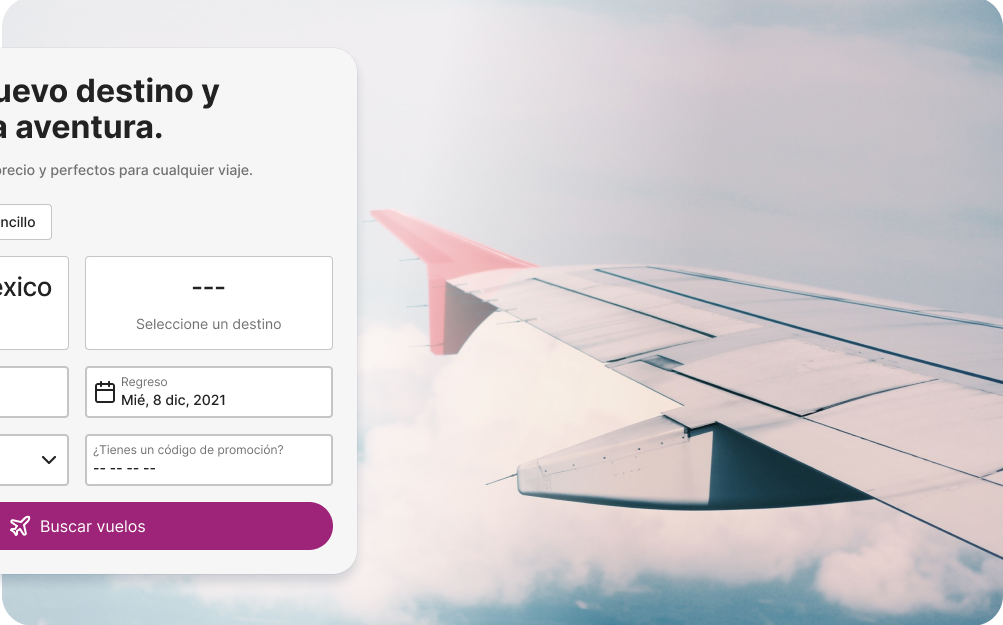 uevo destino y
a aventura.
precio y perfectos para cualquier viaje.
ncillo
exico
---
Seleccione un destino
Regreso
Mié, 8 dic, 2021
¿Tienes un código de promoción?
-- -- -- --
Buscar vuelos